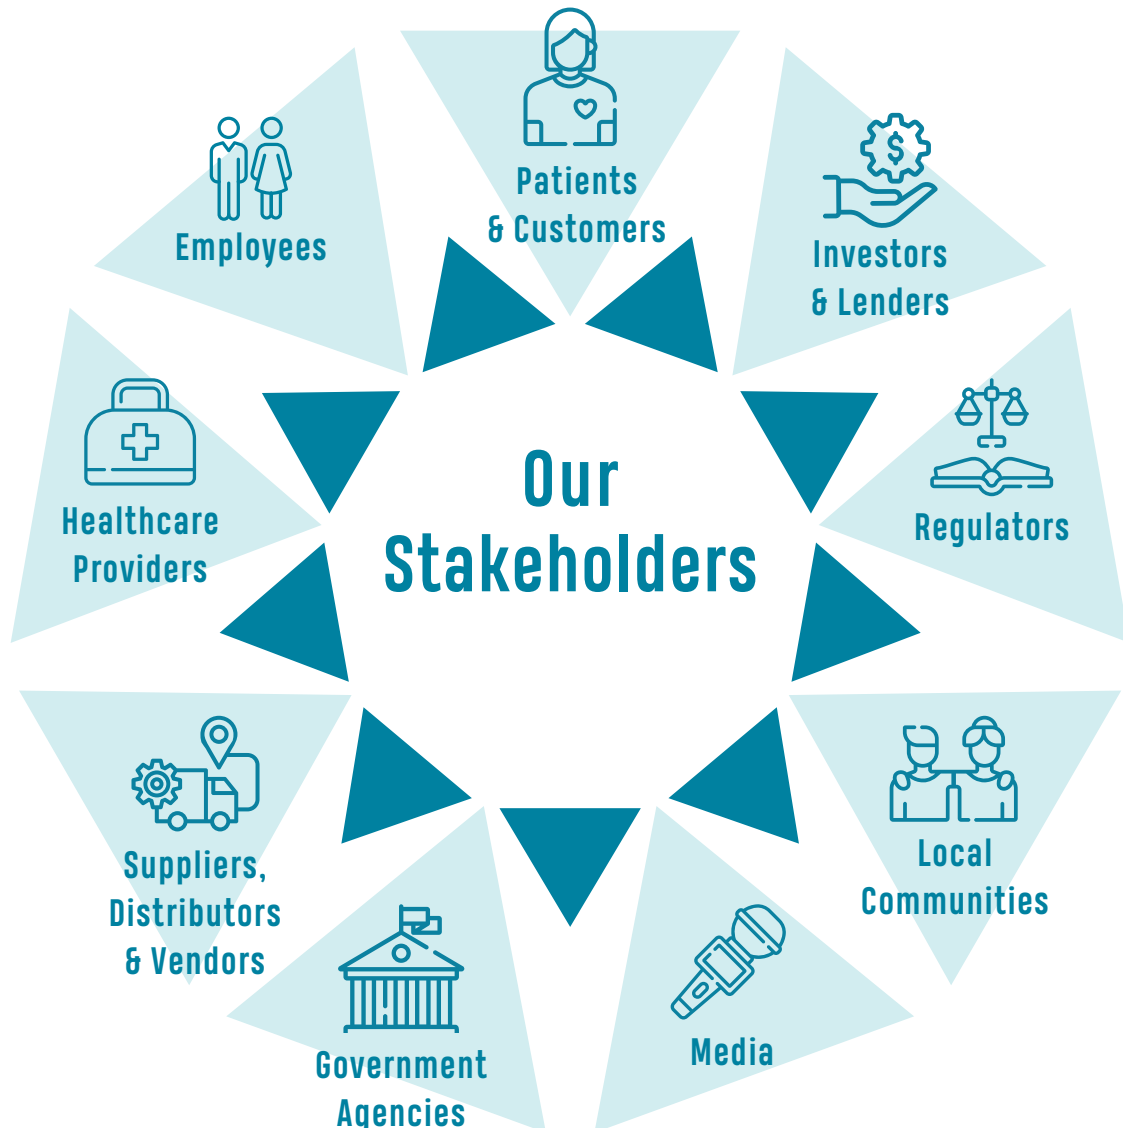 Patients
& Customers
Investors
& Lenders
Regulators
Local
Communities
Media
Government
Agencies
Suppliers,
Distributors
& Vendors
Healthcare
Providers
Employees
Our
Stakeholders
$